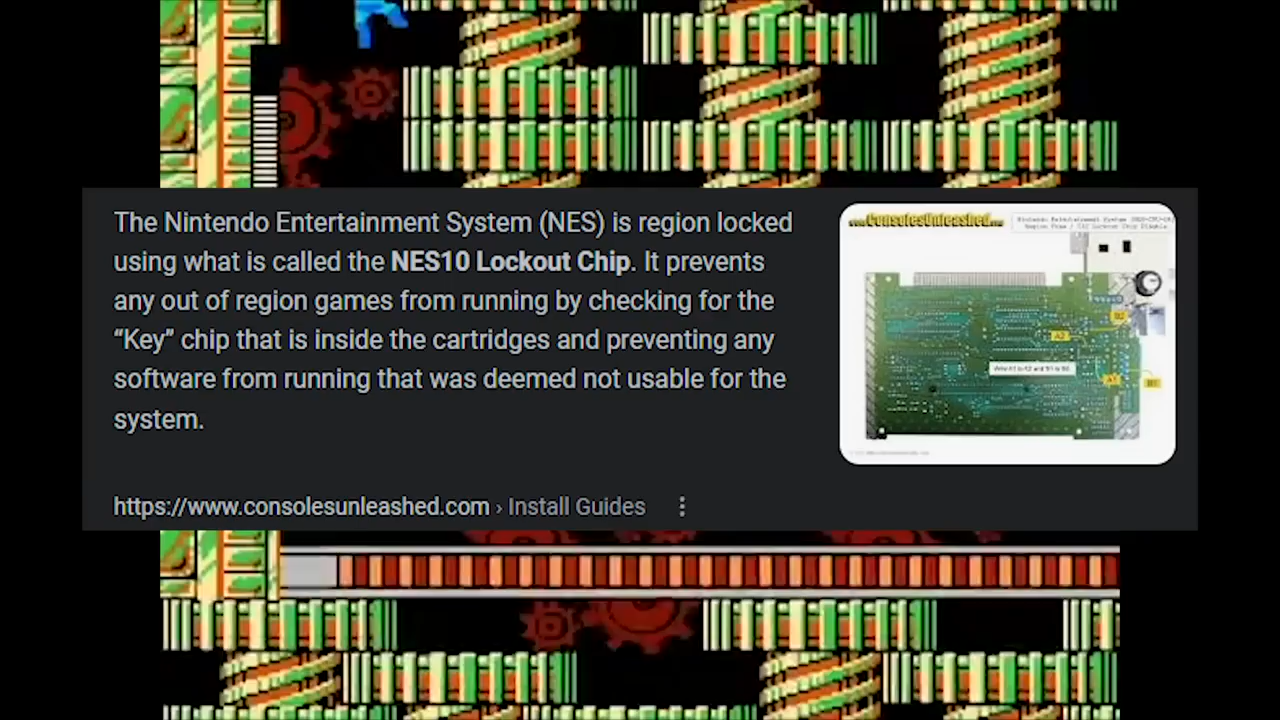 The Nintendo Entertainment System (NES) is region locked
using what is called the NES10 Lockout Chip. It prevents
any out of region games from running by checking for the
“Key” chip that is inside the cartridges and preventing any
software from running that was deemed not usable for the
system.
www.ConsolesUnleashed.com
https://www.consolesunleashed.com › Install Guides